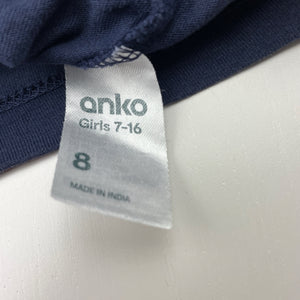 anko
Girls 7-16
8
MADE IN INDIA